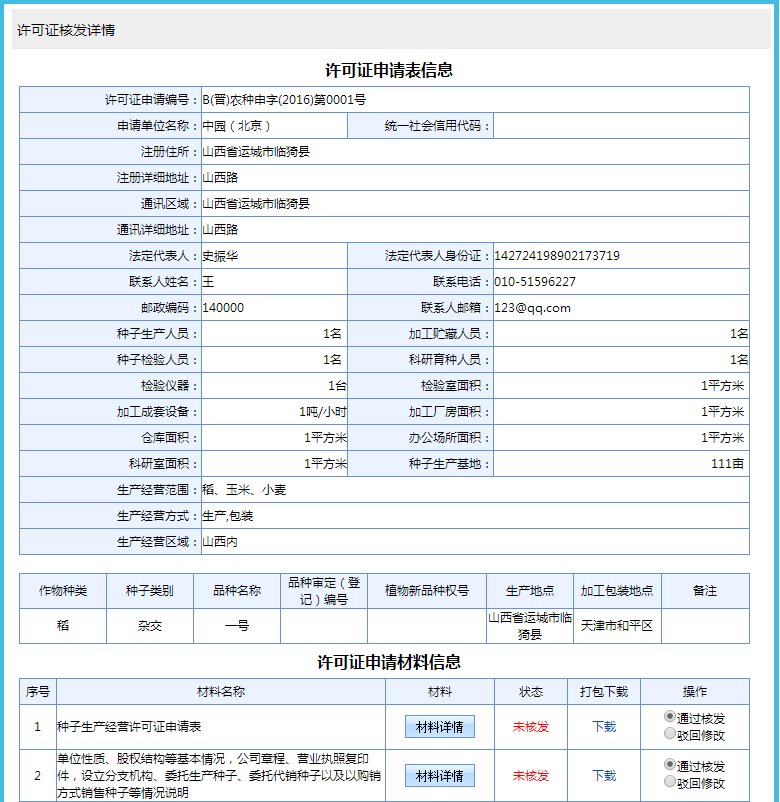 许可证核发详情
许可证申请表信息
许可证申请编号： B(晋)农种申字(2016)第0001号
申请单位名称： 中园（北京） 统一社会信用代码：
注册住所： 山西省运城市临猗县
注册详细地址： 山西路
通讯区域： 山西省运城市临猗县
通讯详细地址： 山西路
法定代表人： 史振华 法定代表人身份证： 142724198902173719
联系人姓名： 王 联系电话： 010-51596227
邮政编码： 140000 联系人邮箱： 123@qq.com
种子生产人员： 1名 加工贮藏人员： 1名
种子检验人员： 1名 科研育种人员： 1名
检验仪器： 1台 检验室面积： 1平方米
加工成套设备： 1吨/小时 加工厂房面积： 1平方米
仓库面积： 1平方米 办公场所面积： 1平方米
科研室面积： 1平方米 种子生产基地： 111亩
生产经营范围： 稻、玉米、小麦
生产经营方式： 生产,包装
生产经营区域： 山西内
作物种类 种子类别 品种名称 品种审定（登 植物新品种权号 生产地点 加工包装地点 备注
记）编号
稻 杂交 一号 山西省运城市临 天津市和平区
猗县
许可证申请材料信息
序号 材料名称 材料 状态 打包下载 操作
1 种子生产经营许可证申请表 材料详情 未核发 下载 通过核发
驳回修改
单位性质、股权结构等基本情况，公司章程、营业执照复印
2 件，设立分支机构、委托生产种子、委托代销种子以及以购销 材料详情 未核发 下载 通过核发
方式销售种子等情况说明 驳回修改